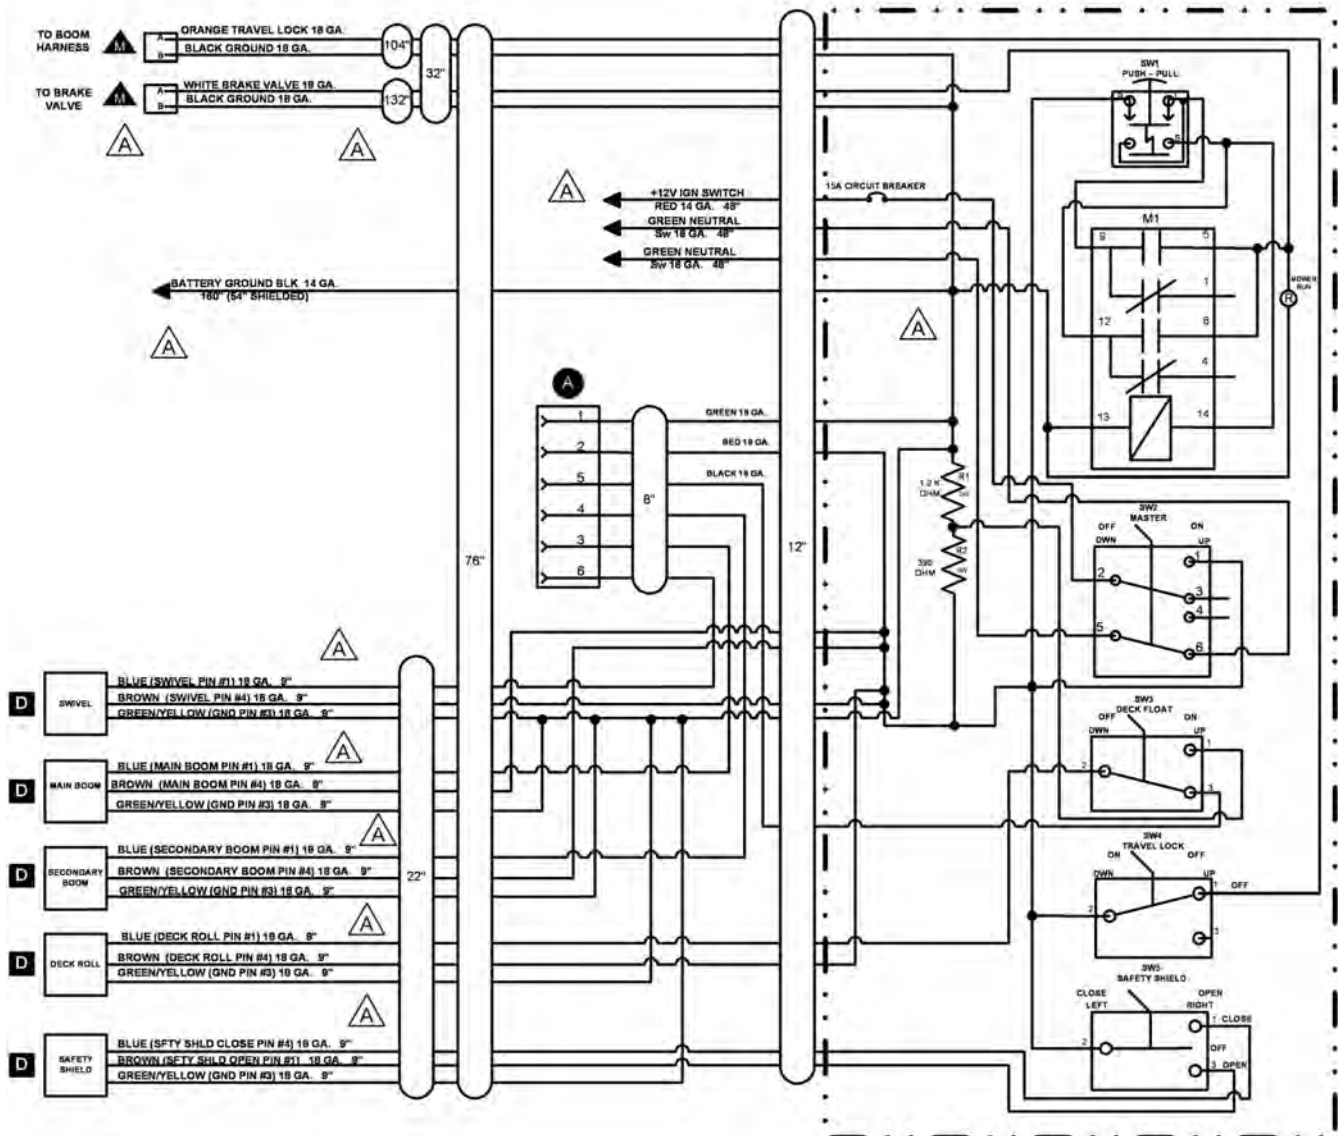 TO BOOM
HARNESS
M
A
B
ORANGE TRAVEL LOCK 18 GA.
BLACK GROUND 18 GA.
104"
32"
TO BRAKE
VALVE
M
A
B
WHITE BRAKE VALVE 18 GA.
BLACK GROUND 18 GA.
132"
A
A
A
+12V IGN SWITCH
RED 14 GA. 48"
GREEN NEUTRAL
Sw 18 GA. 48"
GREEN NEUTRAL
Sw 18 GA. 48"
15A CIRCUIT BREAKER
BATTERY GROUND BLK 14 GA.
160" (54" SHIELDED)
A
A
SW1
PUSH - PULL
M1
9
5
1
12
8
4
13
14
MOWER
RUN
R
A
1
2
5
4
3
6
8"
GREEN 18 GA.
RED 18 GA.
BLACK 18 GA.
76"
12"
R1
1.2 K
OHM
R2
390
OHM
SW2
MASTER
OFF
ON
DWN
UP
1
2
3
4
5
6
A
D
SWIVEL
BLUE (SWIVEL PIN #1) 18 GA. 9"
BROWN (SWIVEL PIN #4) 18 GA. 9"
GREEN/YELLOW (GND PIN #3) 18 GA. 9"
A
D
MAIN BOOM
BLUE (MAIN BOOM PIN #1) 18 GA. 9"
BROWN (MAIN BOOM PIN #4) 18 GA. 9"
GREEN/YELLOW (GND PIN #3) 18 GA. 9"
SW3
DECK FLOAT
OFF
ON
DWN
UP
1
2
3
A
D
SECONDARY
BOOM
BLUE (SECONDARY BOOM PIN #1) 18 GA. 9"
BROWN (SECONDARY BOOM PIN #4) 18 GA. 9"
GREEN/YELLOW (GND PIN #3) 18 GA. 9"
22"
SW4
TRAVEL LOCK
ON
OFF
DWN
UP
1
OFF
2
3
A
D
DECK ROLL
BLUE (DECK ROLL PIN #1) 18 GA. 9"
BROWN (DECK ROLL PIN #4) 18 GA. 9"
GREEN/YELLOW (GND PIN #3) 18 GA. 9"
A
D
SAFETY
SHIELD
BLUE (SFTY SHLD CLOSE PIN #4) 18 GA. 9"
BROWN (SFTY SHLD OPEN PIN #1) 18 GA. 9"
GREEN/YELLOW (GND PIN #3) 18 GA. 9"
SW5
SAFETY SHIELD
CLOSE
OPEN
LEFT
RIGHT
1 CLOSE
2
OFF
3 OPEN